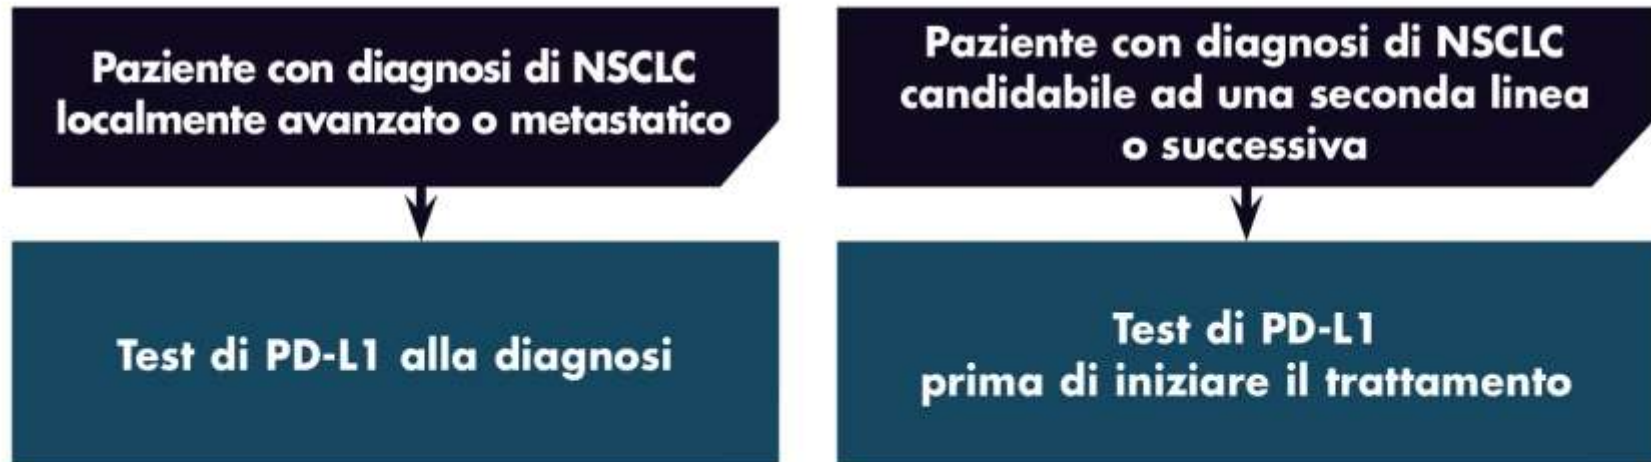 Paziente con diagnosi di NSCLC
localmente avanzato o metastatico
Test di PD-L1 alla diagnosi
Paziente con diagnosi di NSCLC
candidabile ad una seconda linea
o successiva
Test di PD-L1
prima di iniziare il trattamento